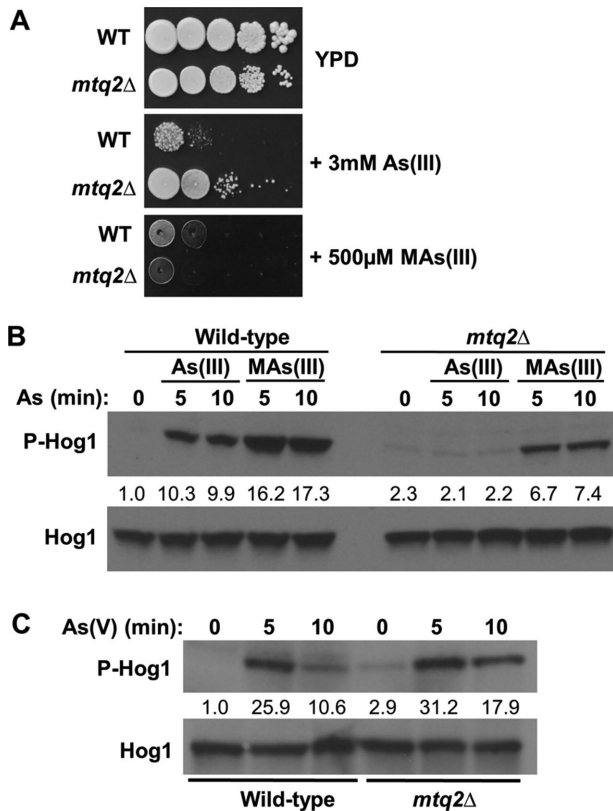 A
WT
mtq2Δ
YPD
WT
mtq2Δ
+ 3mM As(III)
WT
mtq2Δ
+ 500µM MAs(III)
B
Wild-type mtq2Δ
As(III) MAs(III) As(III) MAs(III)
As (min): 0 5 10 5 10 0 5 10 5 10
P-Hog1
1.0 10.3 9.9 16.2 17.3 2.3 2.1 2.2 6.7 7.4
Hog1
C
As(V) (min): 0 5 10 0 5 10
P-Hog1
1.0 25.9 10.6 2.9 31.2 17.9
Hog1
Wild-type mtq2Δ